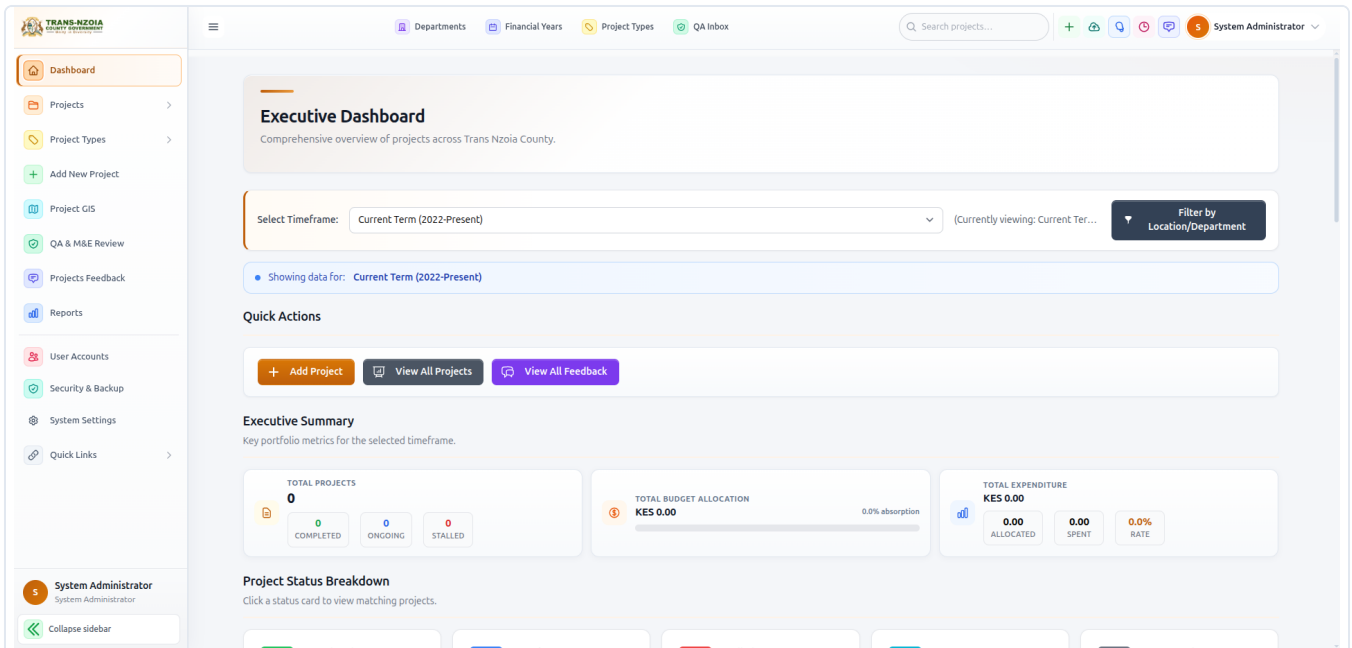 TRANS-NZOIA
COUNTY GOVERNMENT
Departments
Financial Years
Project Types
QA Inbox
Search projects...
S
System Administrator
Dashboard
Projects
Project Types
Add New Project
Project GIS
QA & M&E Review
Projects Feedback
Reports
User Accounts
Security & Backup
System Settings
Quick Links
S
System Administrator
System Administrator
Collapse sidebar
Executive Dashboard
Comprehensive overview of projects across Trans Nzoia County.
Select Timeframe:
Current Term (2022-Present)
(Currently viewing: Current Ter...
Filter by
Location/Department
Showing data for: Current Term (2022-Present)
Quick Actions
Add Project
View All Projects
View All Feedback
Executive Summary
Key portfolio metrics for the selected timeframe.
TOTAL PROJECTS
0
0
COMPLETED
0
ONGOING
0
STALLED
TOTAL BUDGET ALLOCATION
KES 0.00
0.0% absorption
TOTAL EXPENDITURE
KES 0.00
0.00
ALLOCATED
0.00
SPENT
0.0%
RATE
Project Status Breakdown
Click a status card to view matching projects.